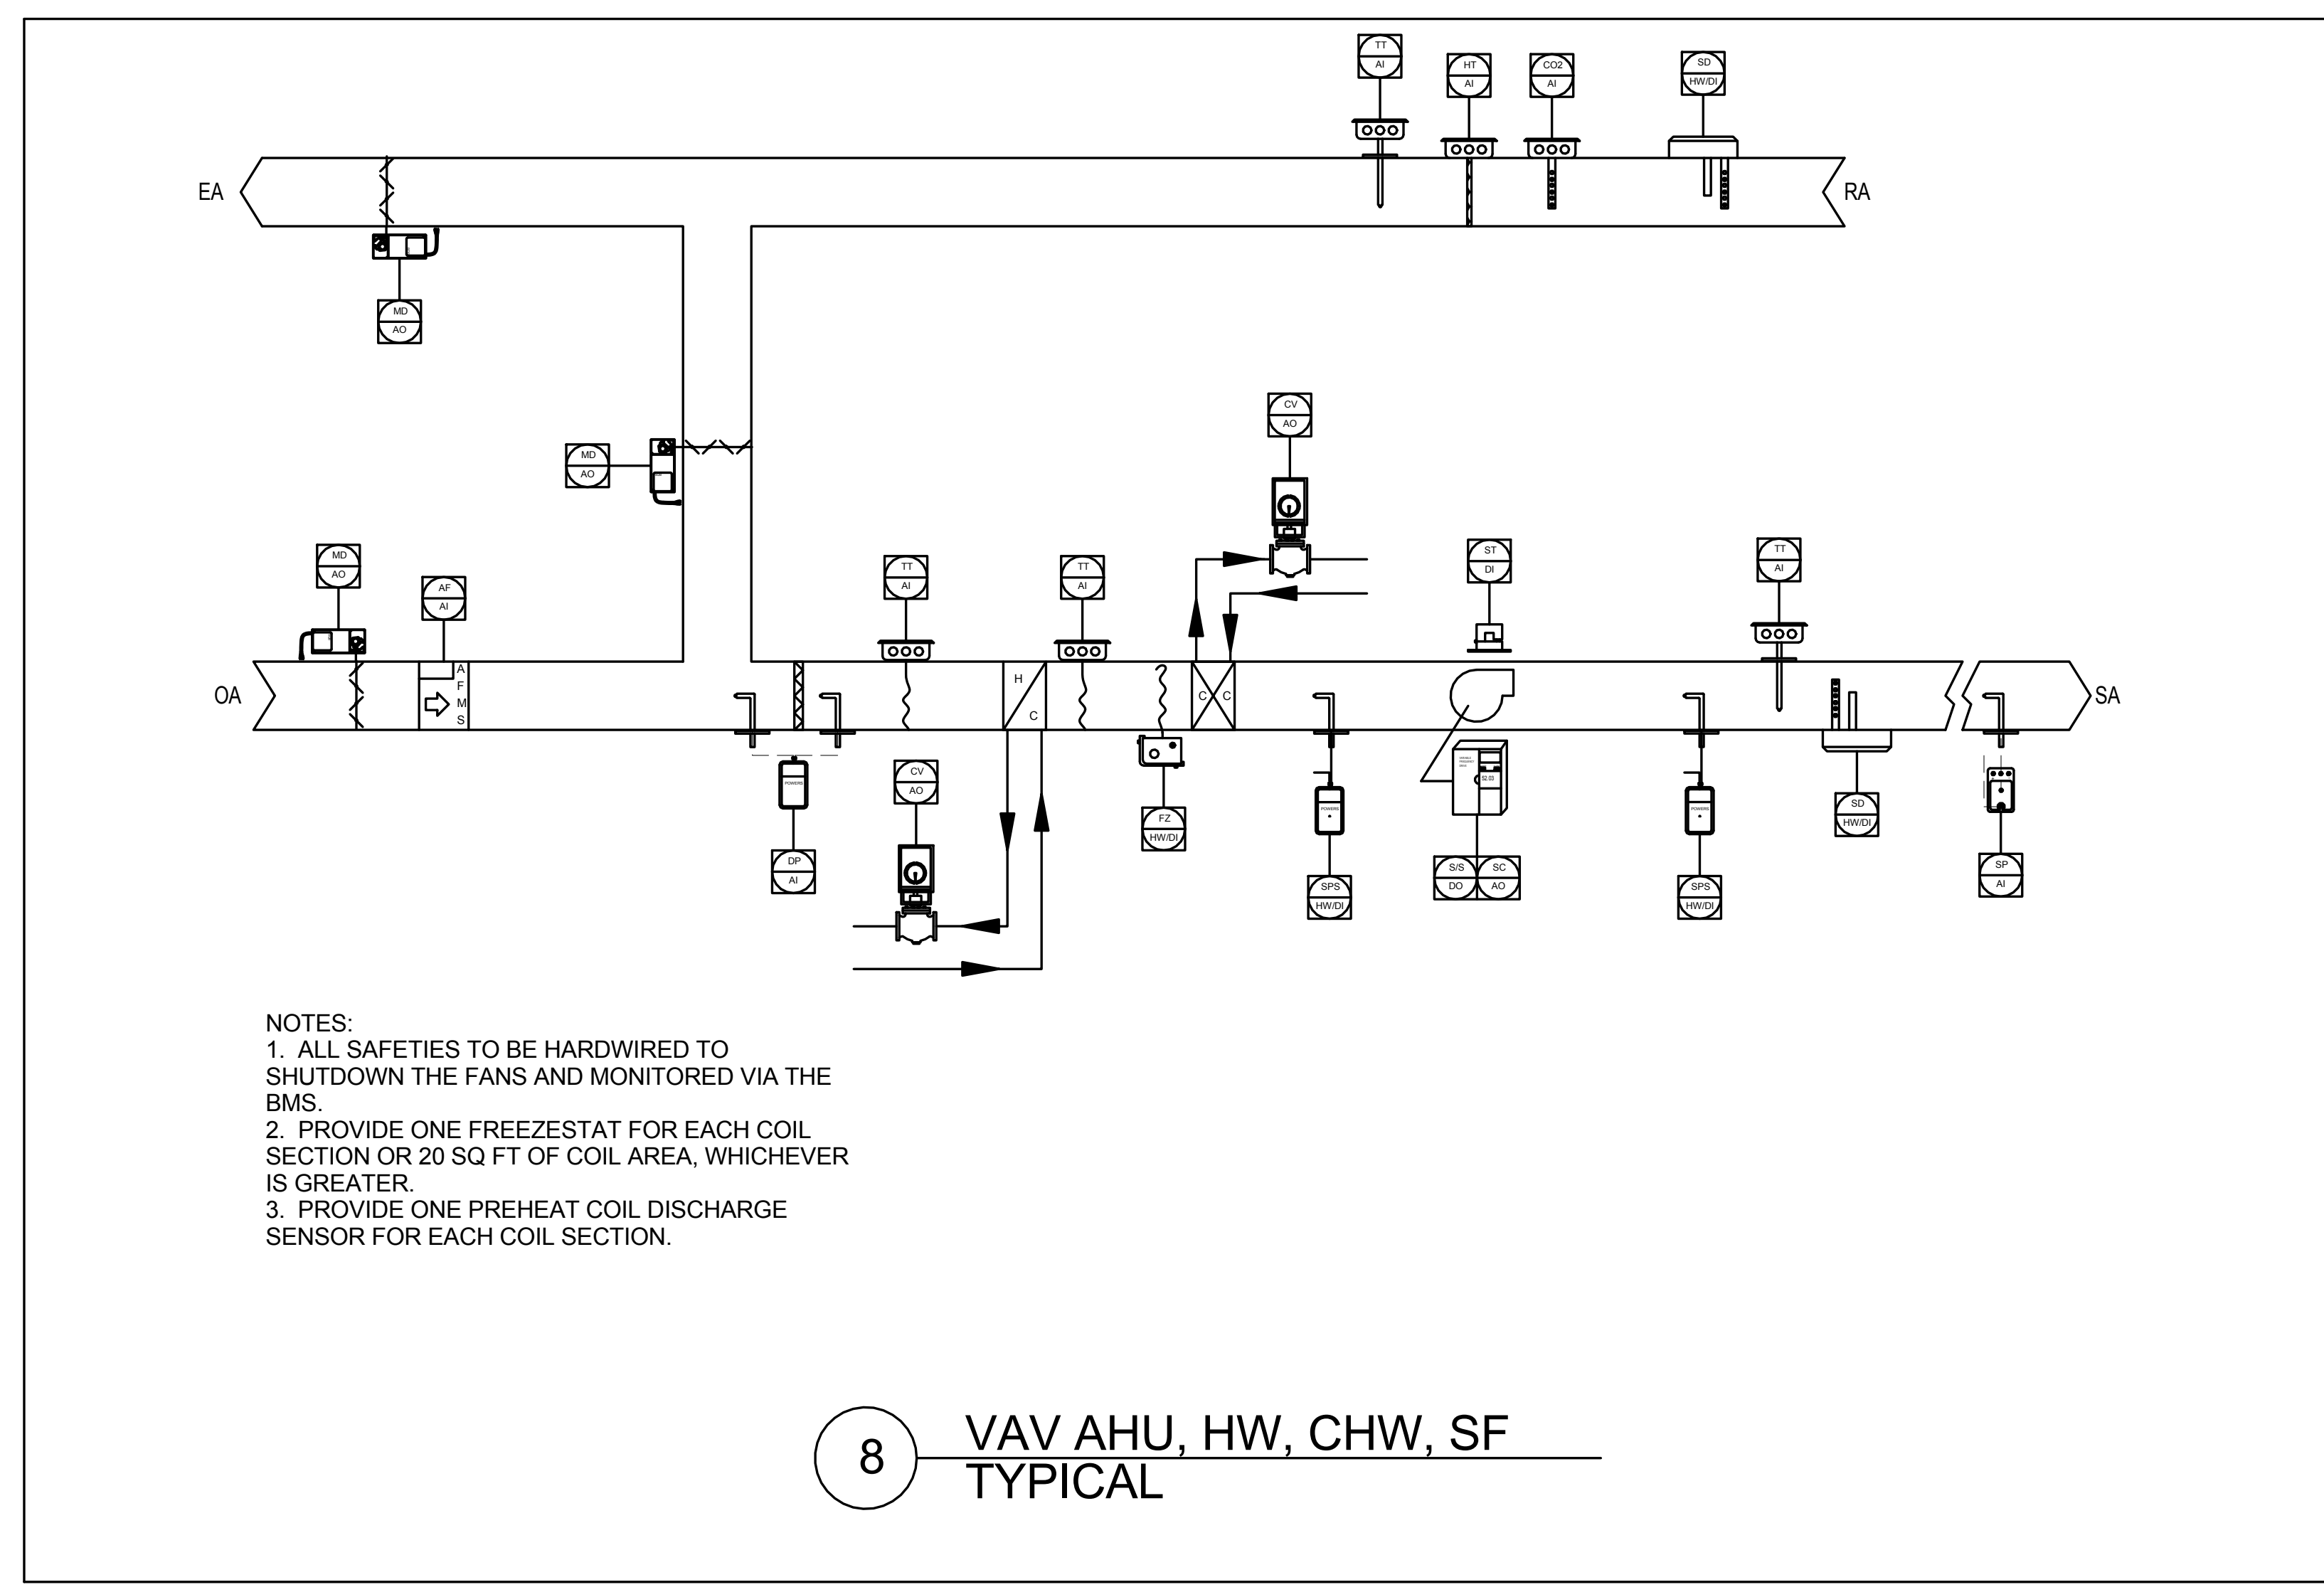 TT
AI
HT
AI
CO2
AI
SD
HW/DI
EA
RA
MD
AO
CV
AO
MD
AO
MD
AO
AF
AI
TT
AI
TT
AI
ST
DI
TT
AI
OA
A
F
M
S
H
C
C C
SA
POWERS
52.03
POWERS
POWERS
CV
AO
FZ
HW/DI
SD
HW/DI
DP
AI
S/S
DO
SC
AO
SPS
HW/DI
SPS
HW/DI
SP
AI
NOTES:
1. ALL SAFETIES TO BE HARDWIRED TO
SHUTDOWN THE FANS AND MONITORED VIA THE
BMS.
2. PROVIDE ONE FREEZESTAT FOR EACH COIL
SECTION OR 20 SQ FT OF COIL AREA, WHICHEVER
IS GREATER.
3. PROVIDE ONE PREHEAT COIL DISCHARGE
SENSOR FOR EACH COIL SECTION.
8
VAV AHU, HW, CHW, SF
TYPICAL